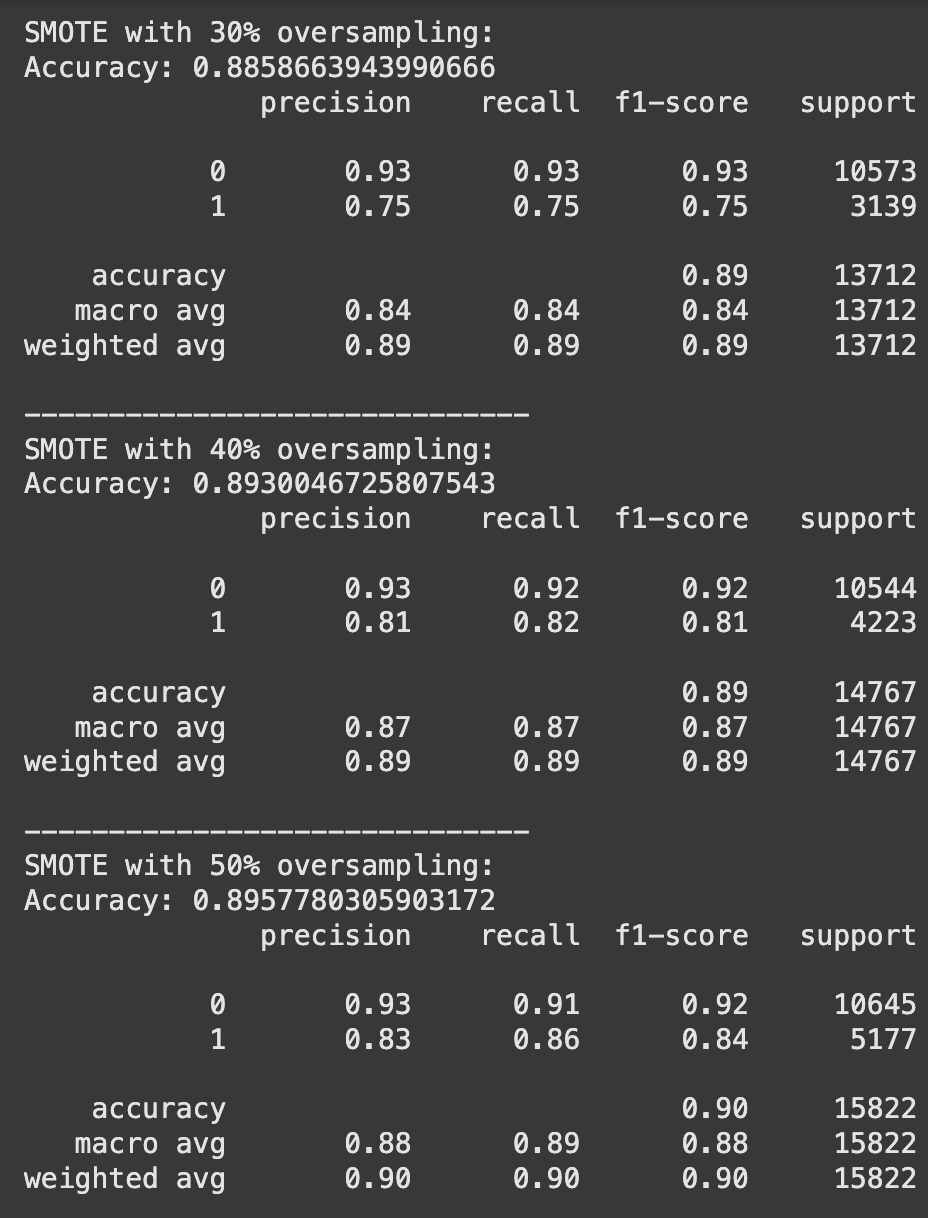 SMOTE with 30% oversampling:
Accuracy: 0.8858663943990666
precision recall f1-score support
0 0.93 0.93 0.93 10573
1 0.75 0.75 0.75 3139
accuracy 0.89 13712
macro avg 0.84 0.84 0.84 13712
weighted avg 0.89 0.89 0.89 13712
------------------------------
SMOTE with 40% oversampling:
Accuracy: 0.8930046725807543
precision recall f1-score support
0 0.93 0.92 0.92 10544
1 0.81 0.82 0.81 4223
accuracy 0.89 14767
macro avg 0.87 0.87 0.87 14767
weighted avg 0.89 0.89 0.89 14767
------------------------------
SMOTE with 50% oversampling:
Accuracy: 0.8957780305903172
precision recall f1-score support
0 0.93 0.91 0.92 10645
1 0.83 0.86 0.84 5177
accuracy 0.90 15822
macro avg 0.88 0.89 0.88 15822
weighted avg 0.90 0.90 0.90 15822